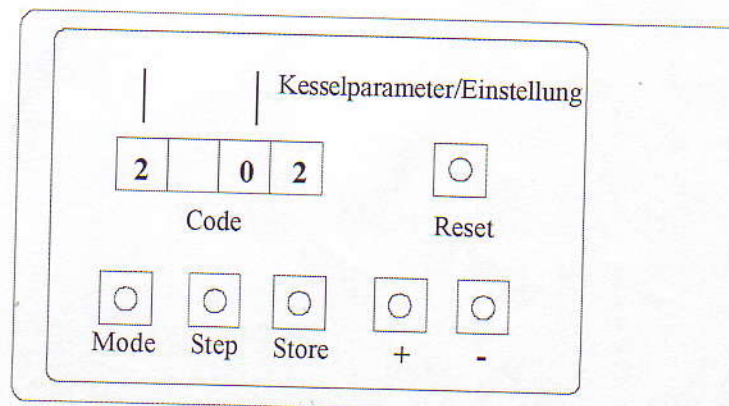 Kesselparameter/Einstellung
2 0 2
Code
Reset
Mode Step Store + -